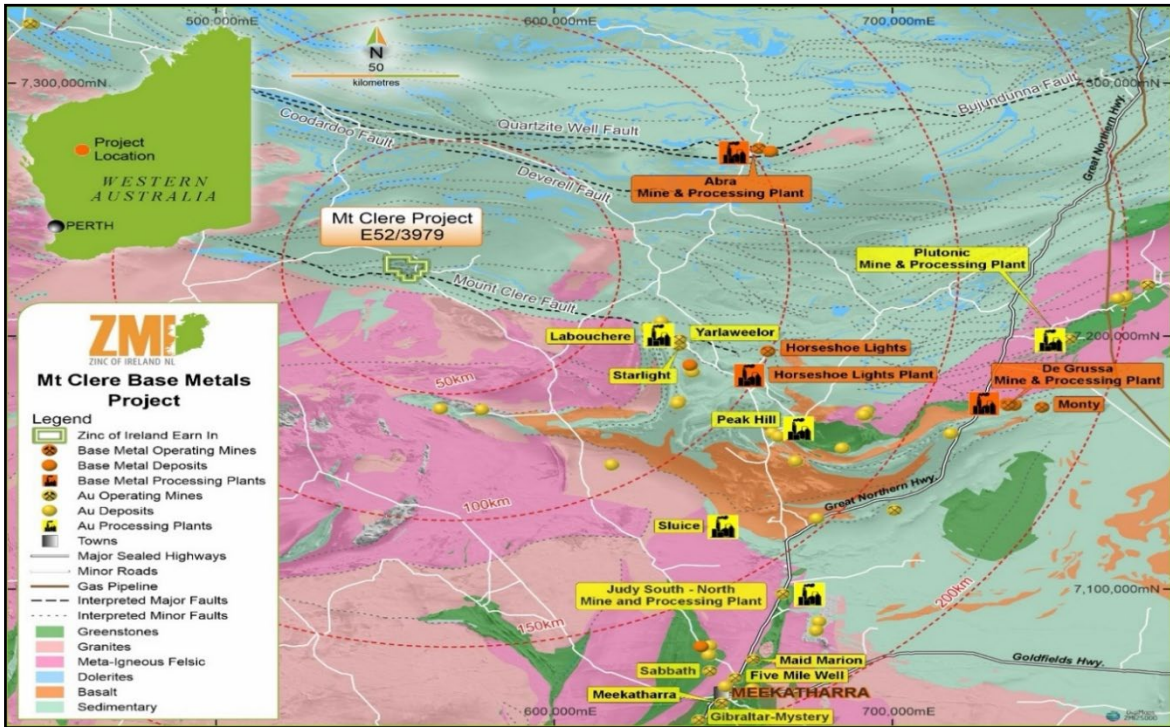 500,000mE
600,000mE
700,000mE
7,300,000mN
7,300,000mN
N
50
kilometres
Project
Location
WESTERN
AUSTRALIA
PERTH
Coodardoo Fault
Quartzite Well Fault
Deverell Fault
Bujundunna Fault
Great Northern Hwy.
Abra
Mine & Processing Plant
Mt Clere Project
E52/3979
Mount Clere Fault
Plutonic
Mine & Processing Plant
7,200,000mN
Labouchere
Yarlaweelor
Starlight
Horseshoe Lights
Horseshoe Lights Plant
De Grussa
Mine & Processing Plant
Monty
Peak Hill
50km
100km
150km
200km
Great Northern Hwy.
Sluice
Judy South - North
Mine and Processing Plant
7,100,000mN
Maid Marion
Sabbath
Five Mile Well
Goldfields Hwy.
Meekatharra
MEEKATHARRA
Gibraltar-Mystery
600,000mE
700,000mE
ZMI
ZINC OF IRELAND NL
Mt Clere Base Metals
Project
Legend
Zinc of Ireland Earn In
Base Metal Operating Mines
Base Metal Deposits
Base Metal Processing Plants
Au Operating Mines
Au Deposits
Au Processing Plants
Towns
Major Sealed Highways
Minor Roads
Gas Pipeline
Interpreted Major Faults
Interpreted Minor Faults
Greenstones
Granites
Meta-Igneous Felsic
Dolerites
Basalt
Sedimentary